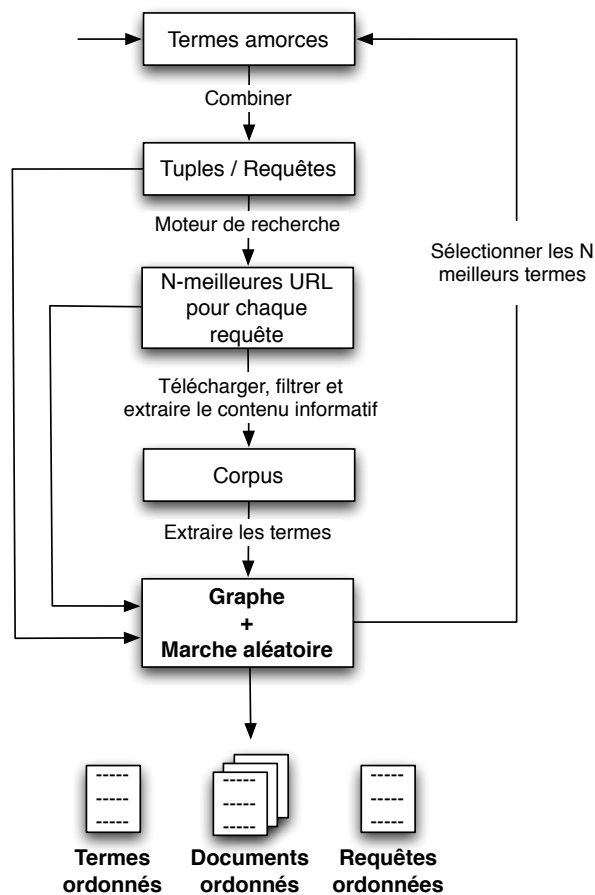 Termes amorces
Combiner
Tuples / Requêtes
Moteur de recherche
Sélectionner les N
meilleurs termes
N-meilleures URL
pour chaque
requête
Télécharger, filtrer et
extraire le contenu informatif
Corpus
Extraire les termes
Graphe
+
Marche aléatoire
Termes
ordonnés
Documents
ordonnés
Requêtes
ordonnées